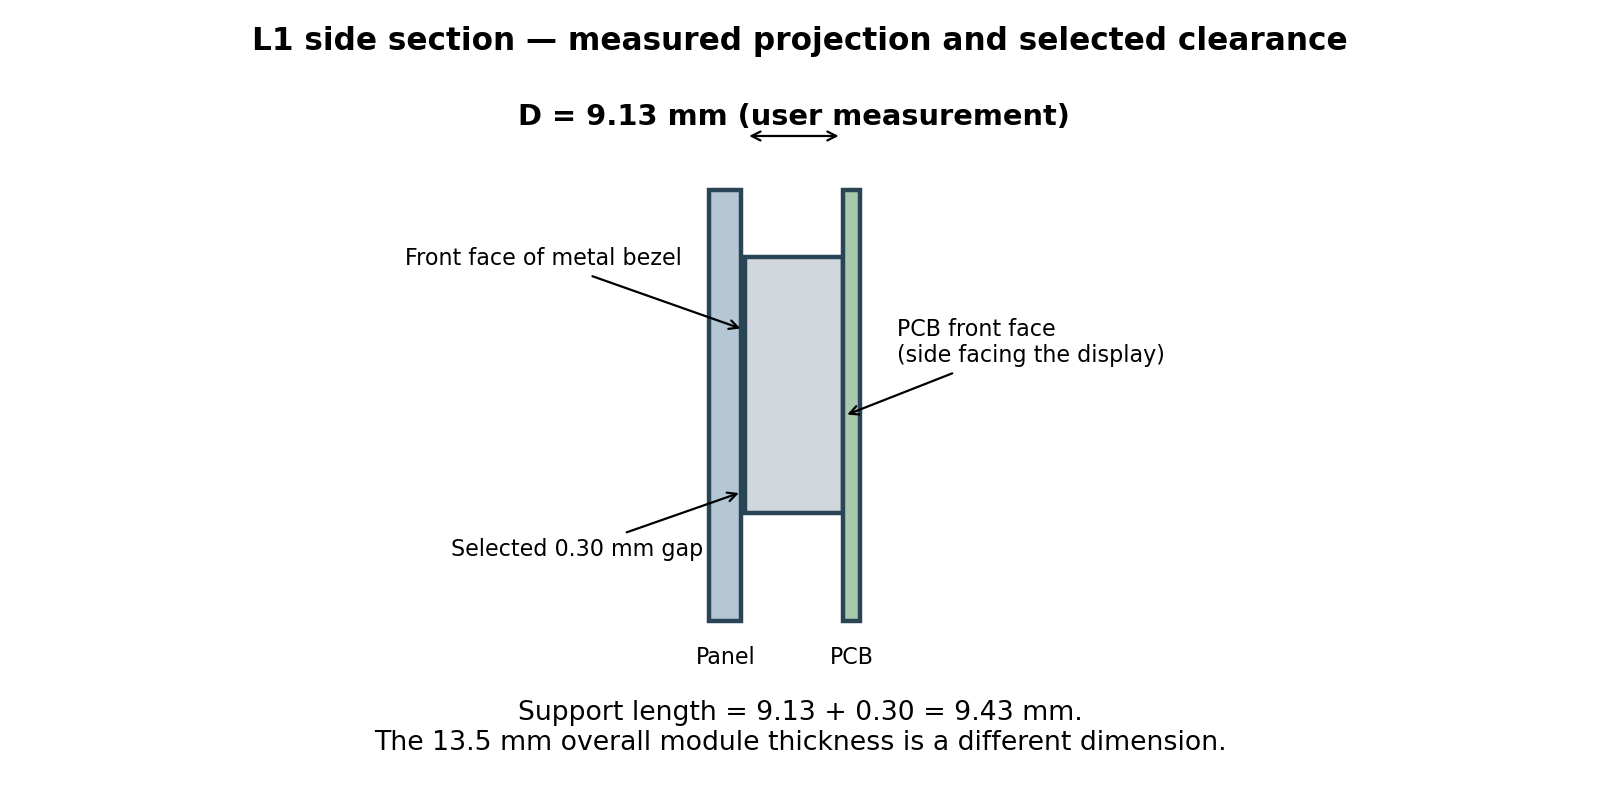 L1 side section — measured projection and selected clearance
D = 9.13 mm (user measurement)
Front face of metal bezel
PCB front face
(side facing the display)
Selected 0.30 mm gap
Panel
PCB
Support length = 9.13 + 0.30 = 9.43 mm.
The 13.5 mm overall module thickness is a different dimension.